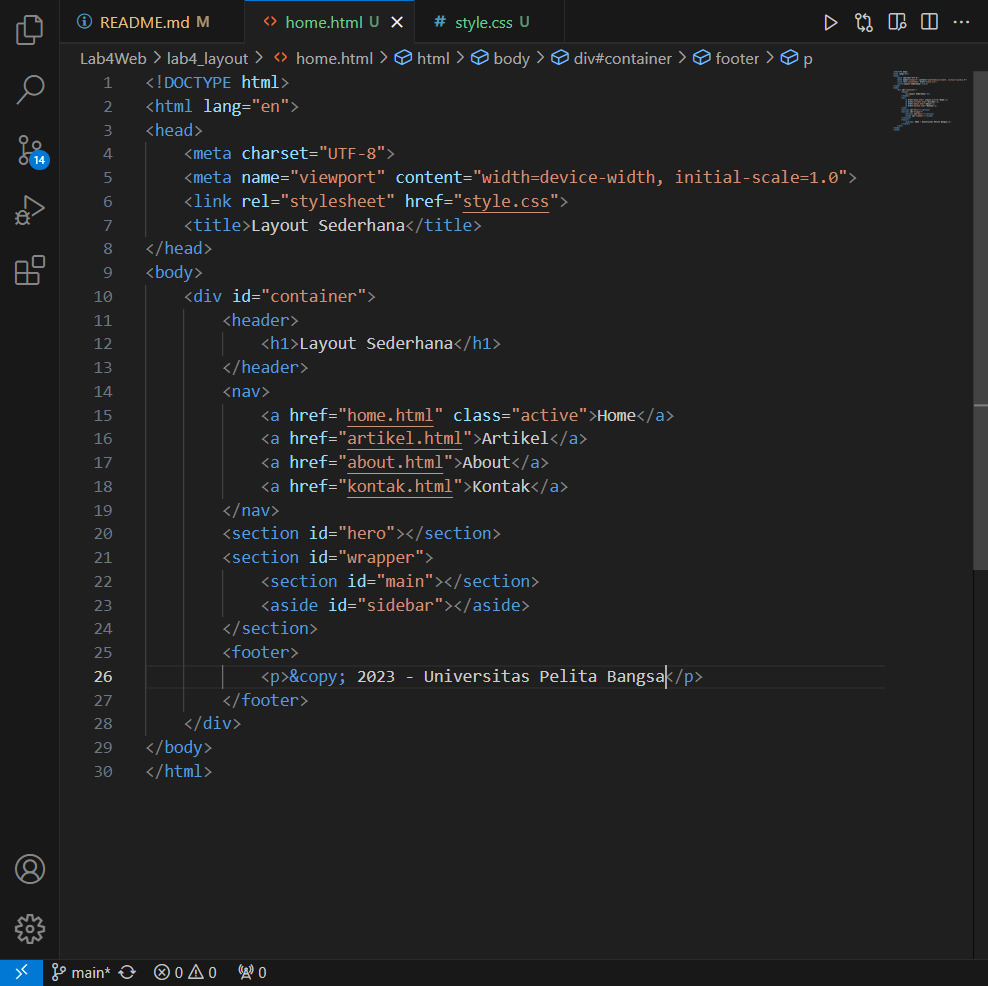 README.md M
home.html U
# style.css U
Lab4Web > lab4_layout > home.html > html > body > div#container > footer > p
1 <!DOCTYPE html>
2 <html lang="en">
3 <head>
4     <meta charset="UTF-8">
5     <meta name="viewport" content="width=device-width, initial-scale=1.0">
6     <link rel="stylesheet" href="style.css">
7     <title>Layout Sederhana</title>
8 </head>
9 <body>
10     <div id="container">
11         <header>
12             <h1>Layout Sederhana</h1>
13         </header>
14         <nav>
15             <a href="home.html" class="active">Home</a>
16             <a href="artikel.html">Artikel</a>
17             <a href="about.html">About</a>
18             <a href="kontak.html">Kontak</a>
19         </nav>
20         <section id="hero"></section>
21         <section id="wrapper">
22             <section id="main"></section>
23             <aside id="sidebar"></aside>
24         </section>
25         <footer>
26             <p>&copy; 2023 - Universitas Pelita Bangsa</p>
27         </footer>
28     </div>
29 </body>
30 </html>
14
main* 0 0 0